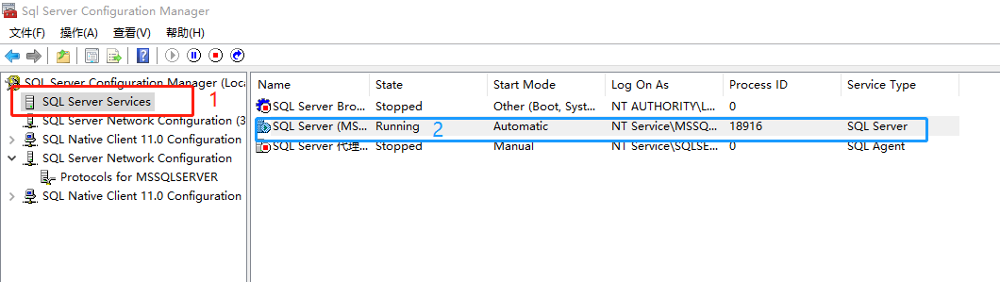 Sql Server Configuration Manager
文件(F) 操作(A) 查看(V) 帮助(H)
SQL Server Configuration Manager (Loca
SQL Server Services
1
SQL Server Network Configuration (3
SQL Native Client 11.0 Configuration
SQL Server Network Configuration
Protocols for MSSQLSERVER
SQL Native Client 11.0 Configuration
Name State Start Mode Log On As Process ID Service Type
SQL Server Bro... Stopped Other (Boot, Syst... NT AUTHORITY\L... 0
SQL Server (MS... Running 2 Automatic NT Service\MSSQ... 18916 SQL Server
SQL Server 代理... Stopped Manual NT Service\SQLSE... 0 SQL Agent